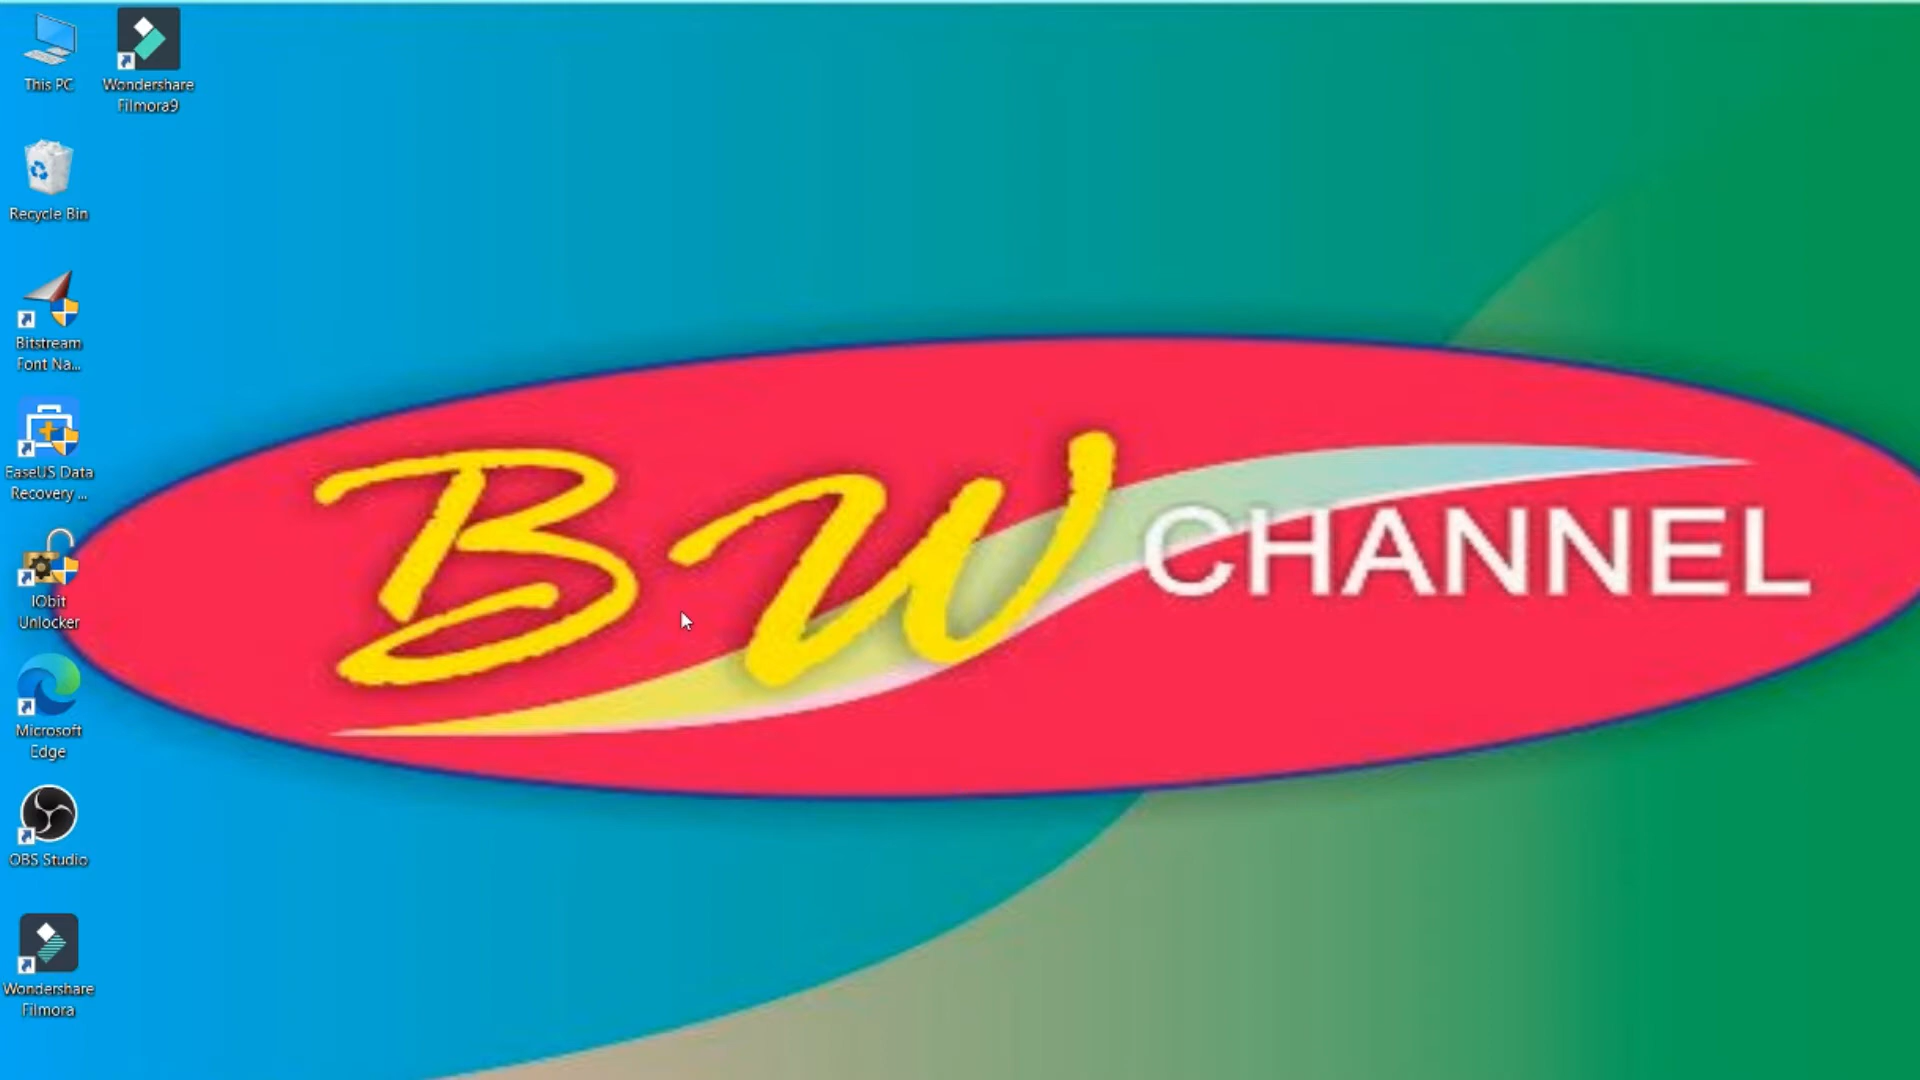 This PC
Wondershare
Filmora9
Recycle Bin
Bitstream
Font Na...
EaseUS Data
Recovery ...
IObit
Unlocker
Microsoft
Edge
OBS Studio
Wondershare
Filmora
BW CHANNEL